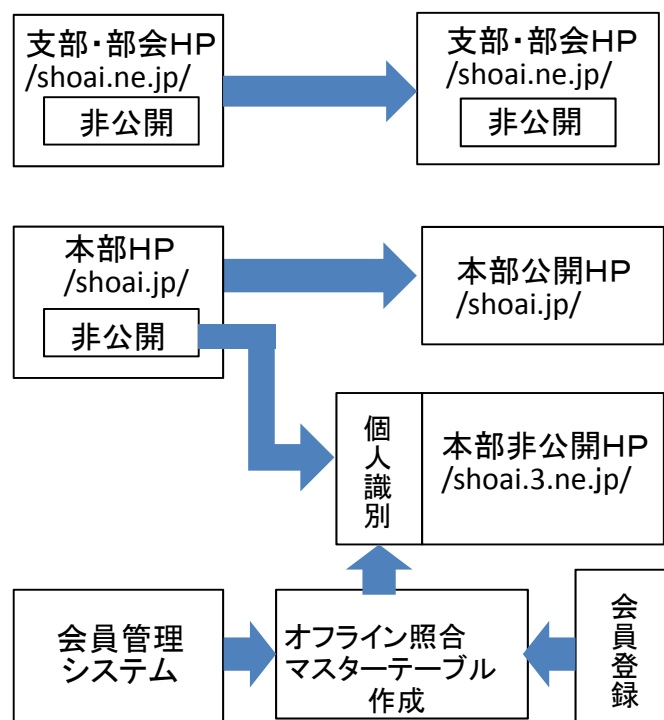 支部・部会HP
/shoai.ne.jp/
非公開
支部・部会HP
/shoai.ne.jp/
非公開
本部HP
/shoai.jp/
非公開
本部公開HP
/shoai.jp/
個人識別
本部非公開HP
/shoai.3.ne.jp/
会員管理
システム
オフライン照合
マスターテーブル
作成
会員登録